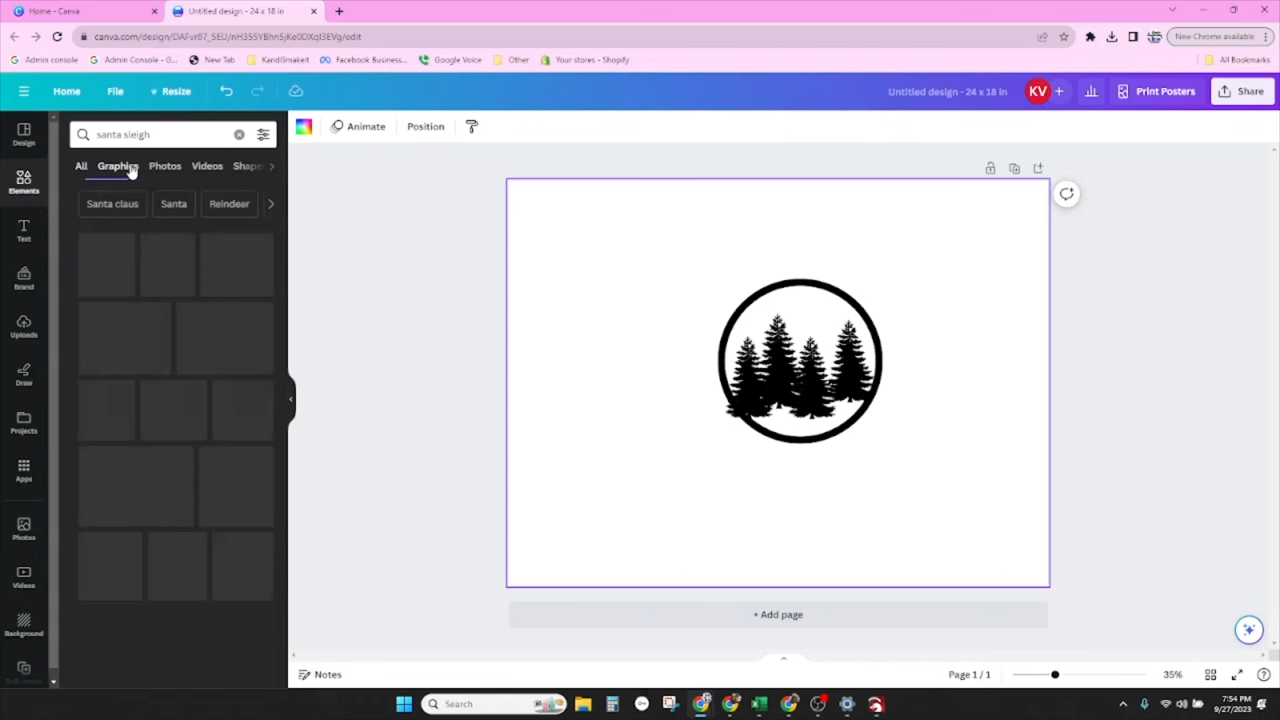 Home - Canva
Untitled design - 24 x 18 in
canva.com/design/DAFvr87_5EU/nH355YBhn5jKe0DXqI3EVg/edit
New Chrome available
Admin console
Admin Console - G...
New Tab
KandGmakeit
Facebook Business...
Google Voice
Other
Your stores - Shopify
All Bookmarks
Home
File
Resize
Untitled design - 24 x 18 in
KV
Print Posters
Share
Design
Elements
Text
Brand
Uploads
Draw
Projects
Apps
Photos
Videos
Background
santa sleigh
All
Graphics
Photos
Videos
Shape
Santa claus
Santa
Reindeer
Animate
Position
+ Add page
Notes
Page 1 / 1
35%
Search
7:54 PM
9/27/2023